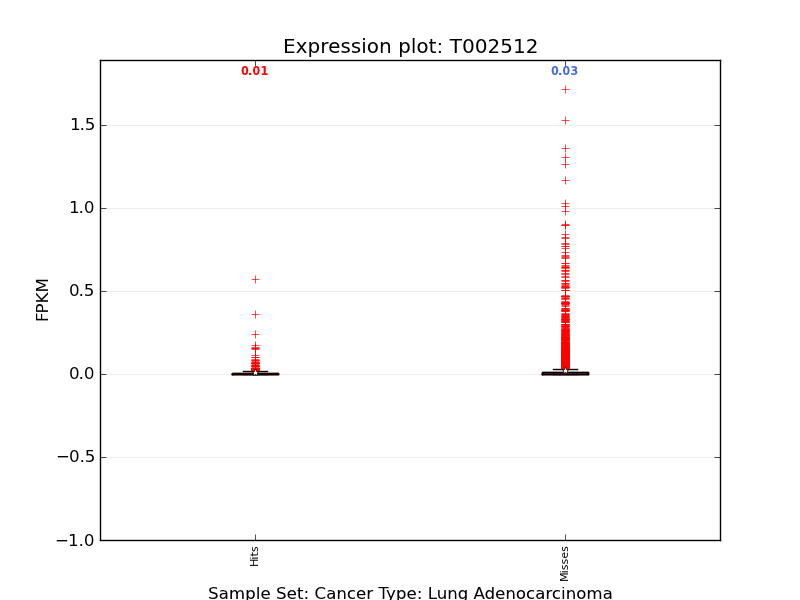 Expression plot: T002512
0.01
0.03
1.5
1.0
0.5
0.0
−0.5
−1.0
FPKM
Hits
Misses
Sample Set: Cancer Type: Lung Adenocarcinoma